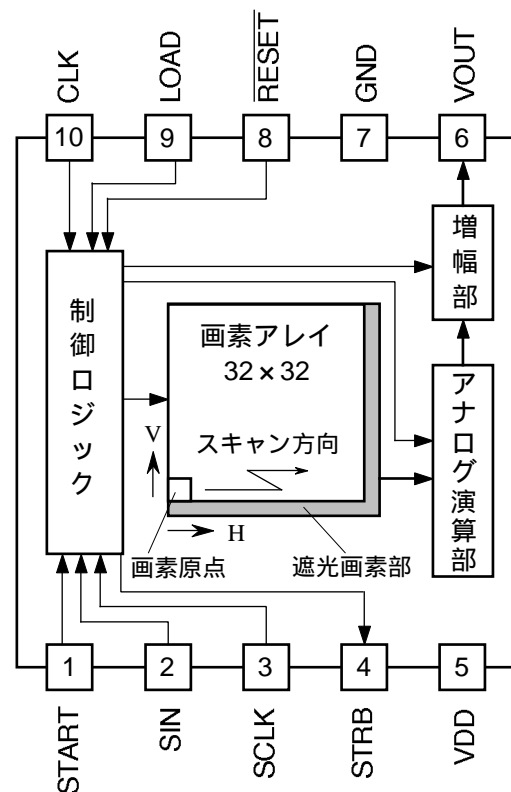 CLK
LOAD
RESET
GND
VOUT
10
9
8
7
6
制御ロジック
増幅部
画素アレイ
32×32
アナログ演算部
スキャン方向
V
H
画素原点
遮光画素部
1
2
3
4
5
START
SIN
SCLK
STRB
VDD